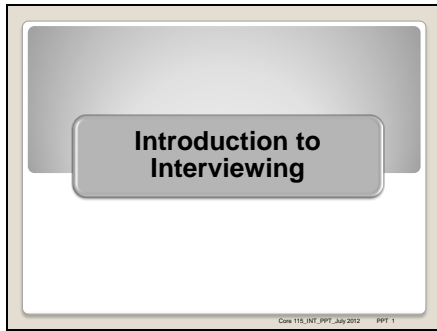 Introduction to
Interviewing
Core 115_INT_PPT_July 2012 PPT 1